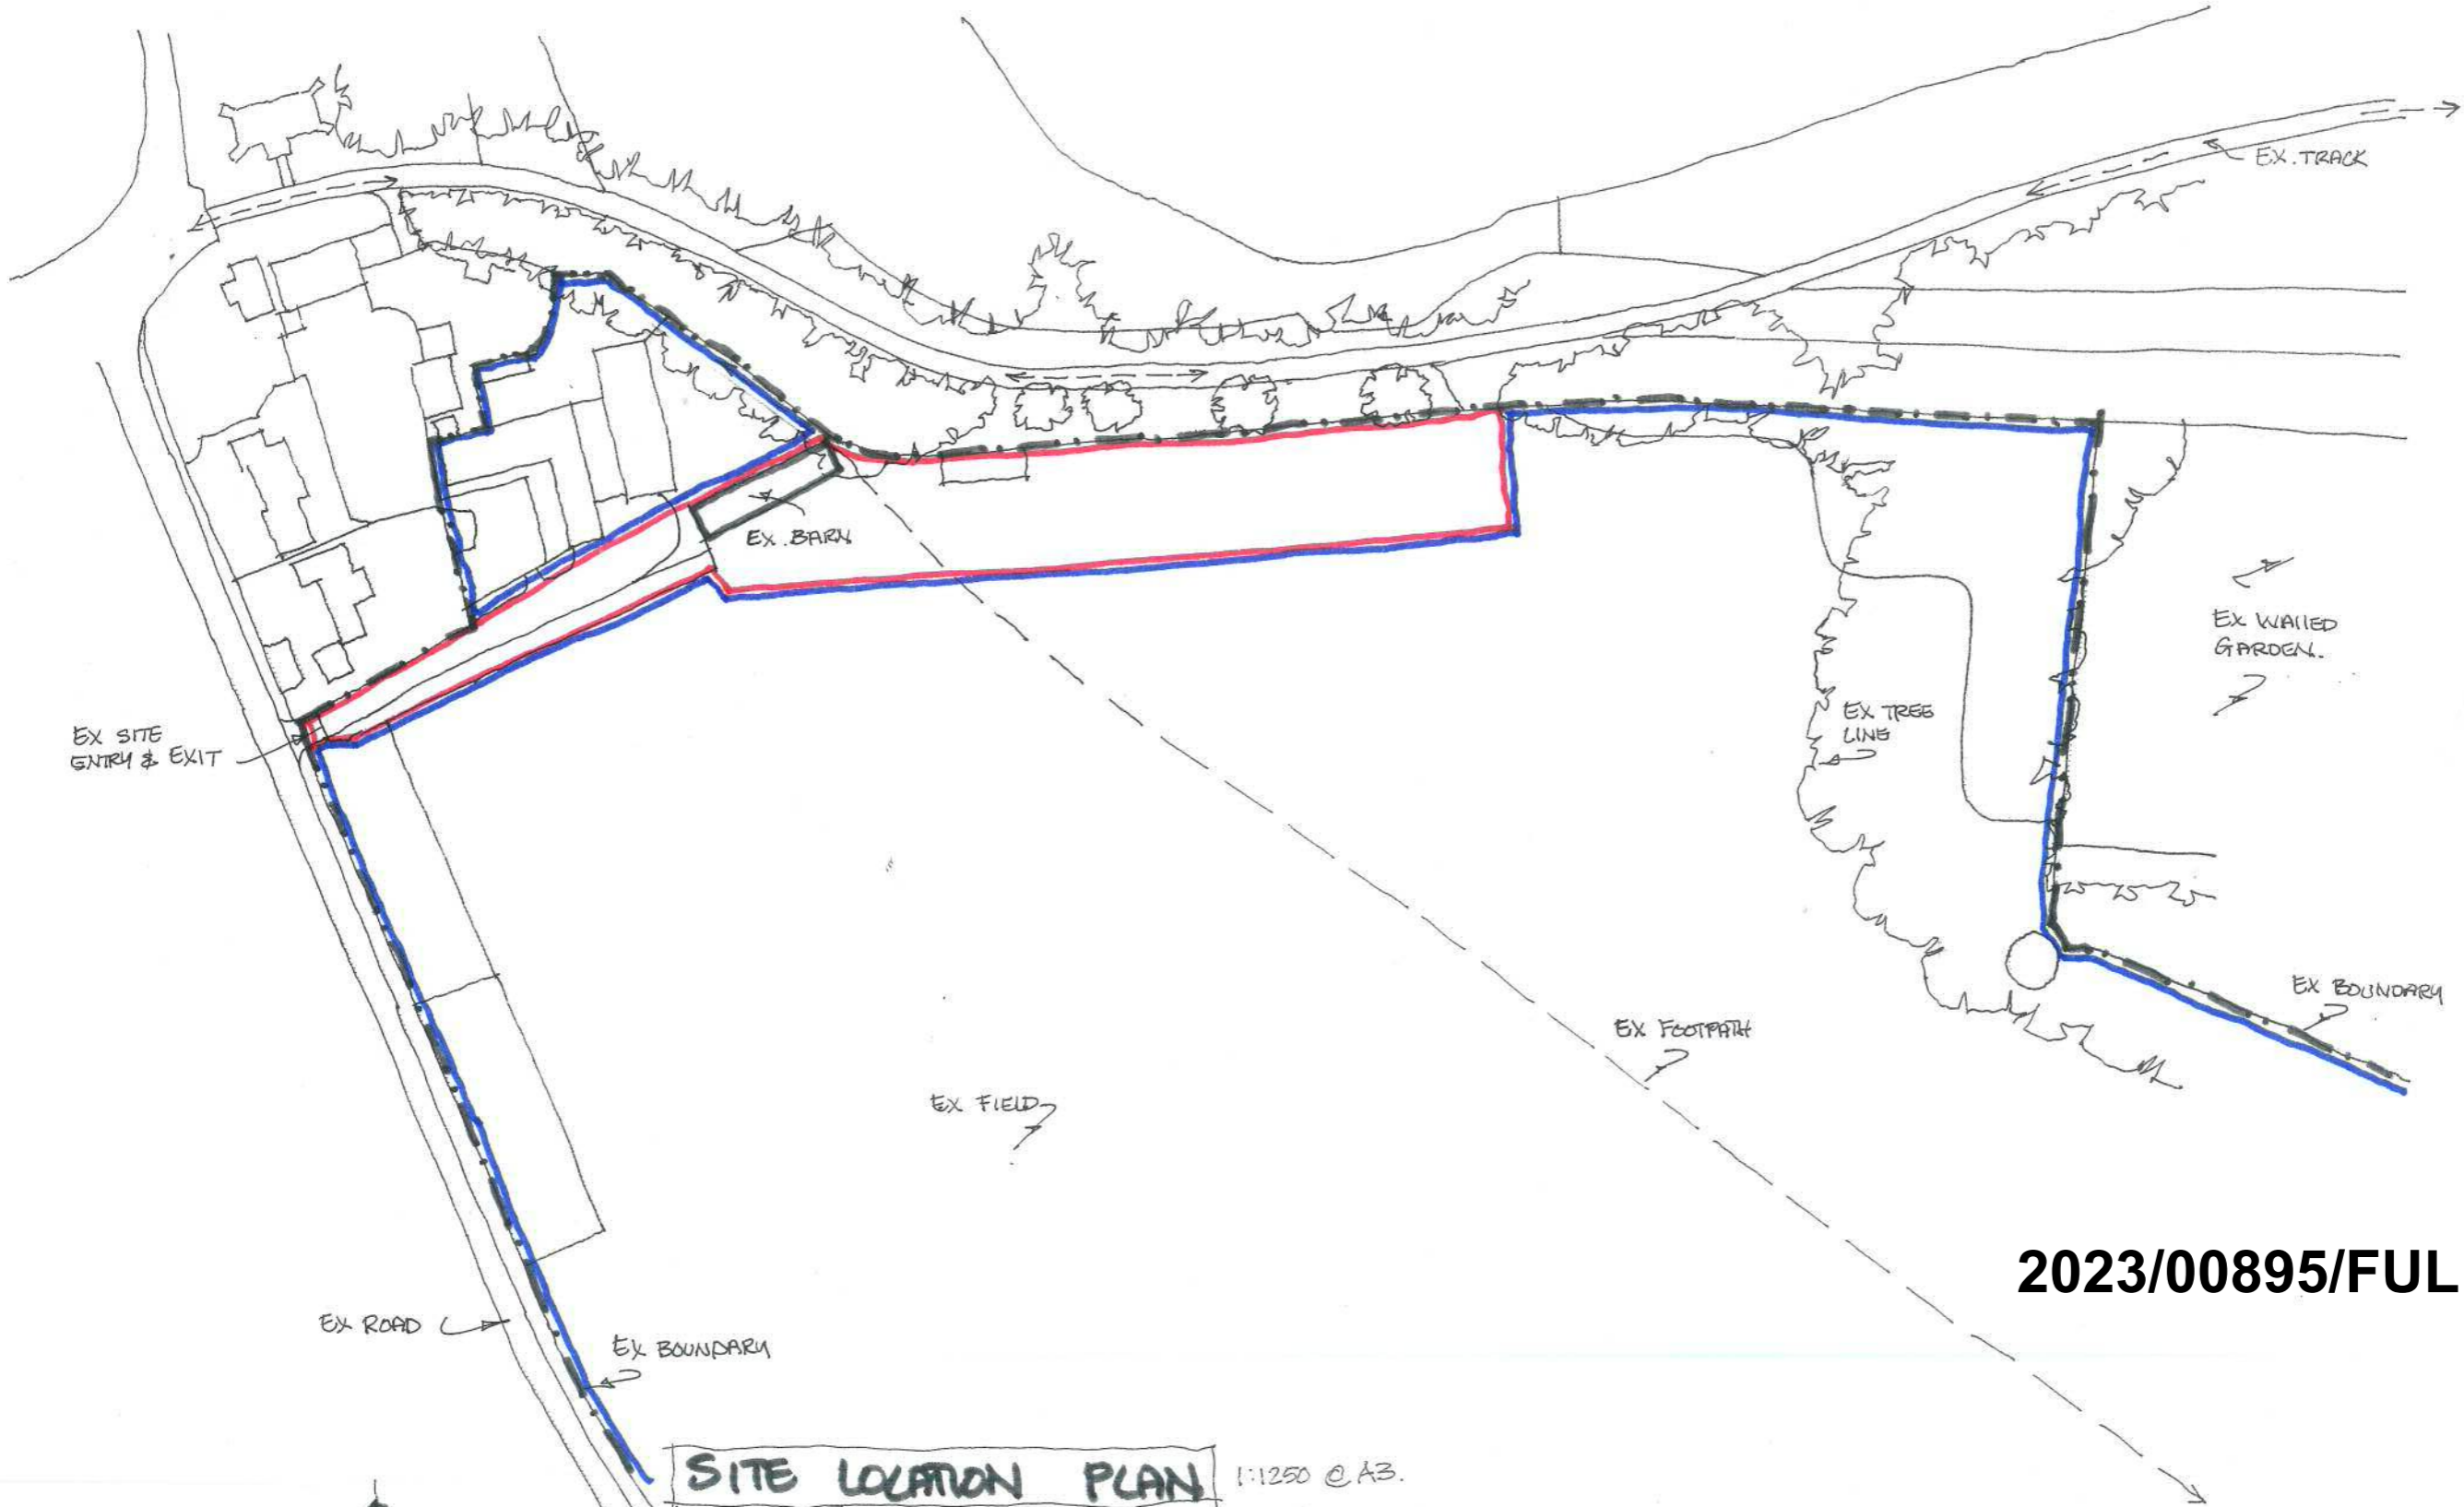 EX. TRACK
EX. BARN
EX WALLED
GARDEN.
EX SITE
ENTRY & EXIT
EX TREE
LINE
EX BOUNDARY
EX FOOTPATH
EX FIELD
2023/00895/FUL
EX ROAD
EX BOUNDARY
SITE LOCATION PLAN 1:1250 @ A3.